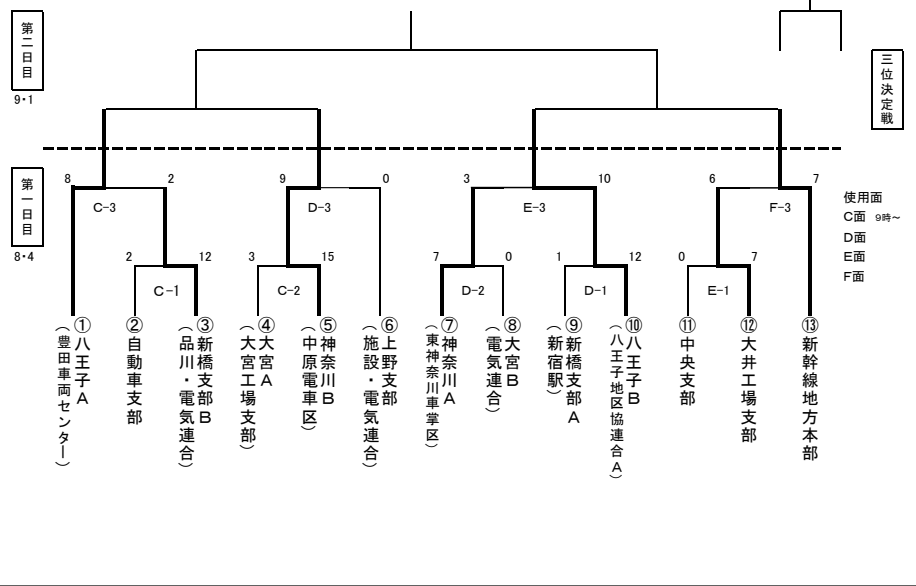 第二日目
9・1
三位決定戦
第一日目
8・4
8 2 9 0 3 10 6 7
C-3 D-3 E-3 F-3
使用面
C面 9時~
D面
E面
F面
2 12 3 15 7 0 1 12 0 7
C-1 C-2 D-2 D-1 E-1
①八王子A
(豊田車両センター)
②自動車支部
③新橋支部B
(品川・電気連合)
④大宮A
(大宮工場支部)
⑤神奈川B
(中原電車区)
⑥上野支部
(施設・電気連合)
⑦神奈川A
(東神奈川車掌区)
⑧大宮B
(電気連合)
⑨新橋支部A
(新宿駅)
⑩八王子B
(八王子地区協連合A)
⑪中央支部
⑫大井工場支部
⑬新幹線地方本部